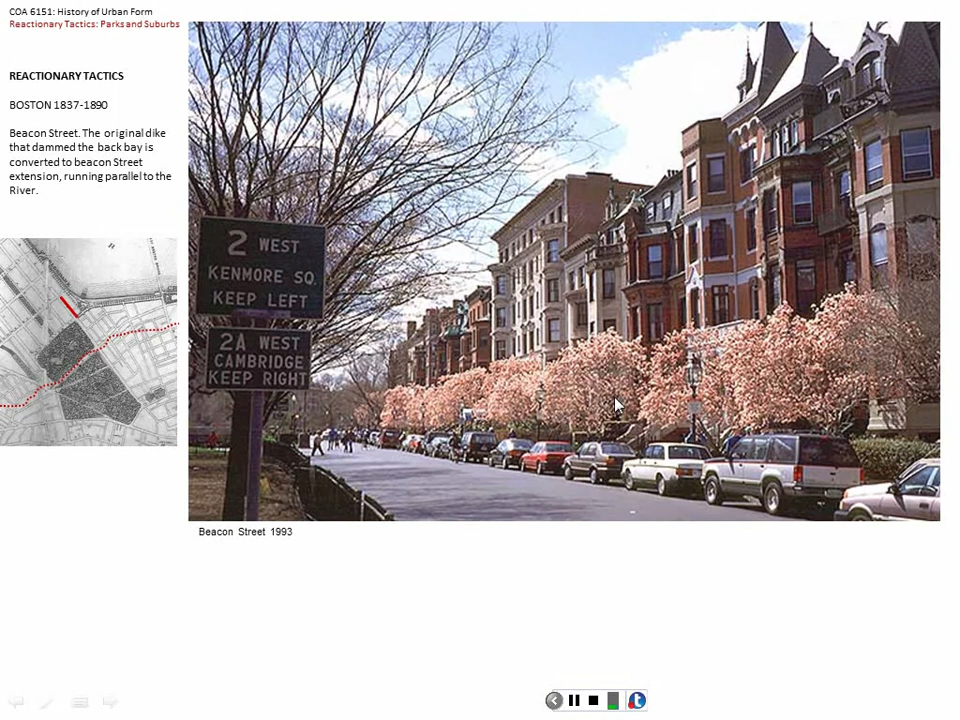 COA 6151: History of Urban Form
Reactionary Tactics: Parks and Suburbs
REACTIONARY TACTICS
BOSTON 1837-1890
Beacon Street. The original dike
that dammed the back bay is
converted to beacon Street
extension, running parallel to the
River.
2 WEST
KENMORE SQ.
KEEP LEFT
2A WEST
CAMBRIDGE
KEEP RIGHT
Beacon Street 1993